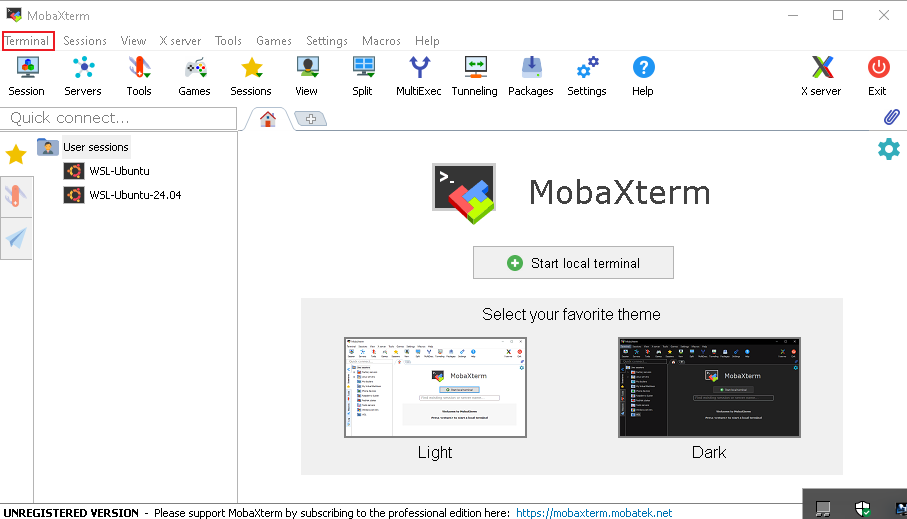 MobaXterm
Terminal Sessions View X server Tools Games Settings Macros Help
Session Servers Tools Games Sessions View Split MultiExec Tunneling Packages Settings Help X server Exit
Quick connect...
User sessions
WSL-Ubuntu
WSL-Ubuntu-24.04
>_
MobaXterm
Start local terminal
Select your favorite theme
MobaXterm
MobaXterm
Light
Dark
UNREGISTERED VERSION - Please support MobaXterm by subscribing to the professional edition here: https://mobaxterm.mobatek.net